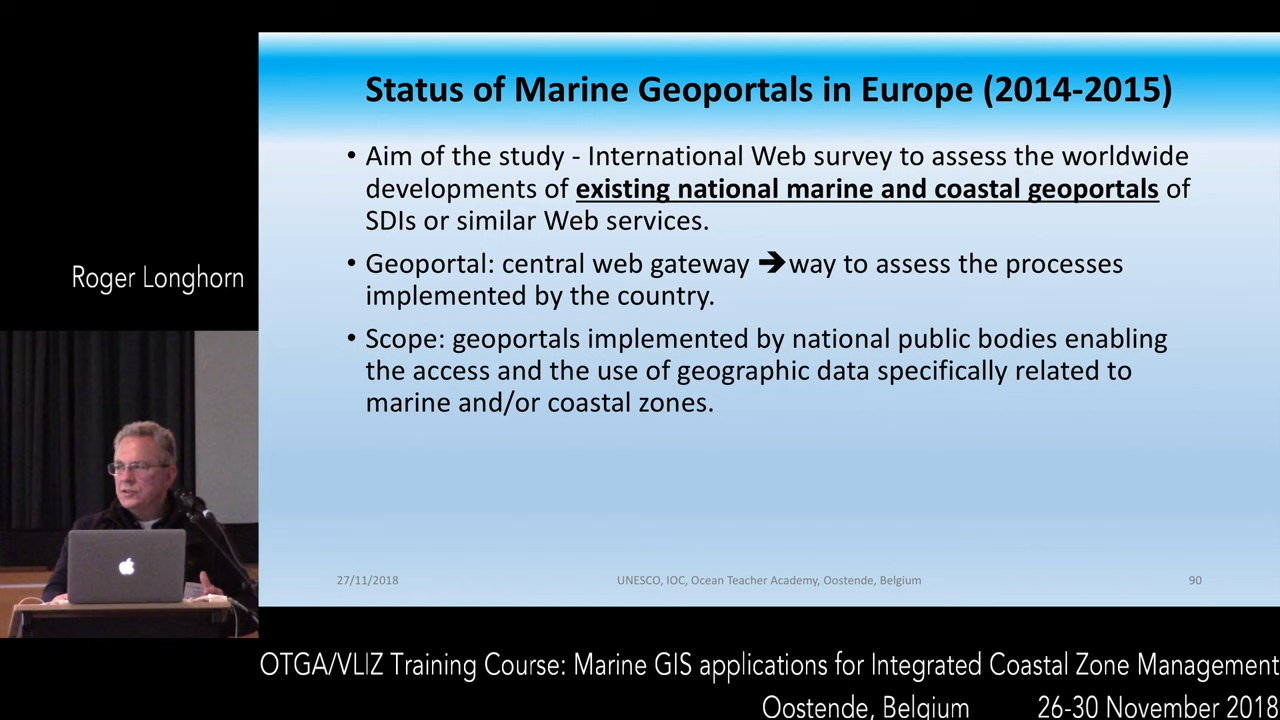 Status of Marine Geoportals in Europe (2014-2015)
• Aim of the study - International Web survey to assess the worldwide
developments of existing national marine and coastal geoportals of
SDIs or similar Web services.
• Geoportal: central web gateway ➔way to assess the processes
implemented by the country.
• Scope: geoportals implemented by national public bodies enabling
the access and the use of geographic data specifically related to
marine and/or coastal zones.
Roger Longhorn
27/11/2018
UNESCO, IOC, Ocean Teacher Academy, Oostende, Belgium
90
OTGA/VLIZ Training Course: Marine GIS applications for Integrated Coastal Zone Management
Oostende, Belgium 26-30 November 2018